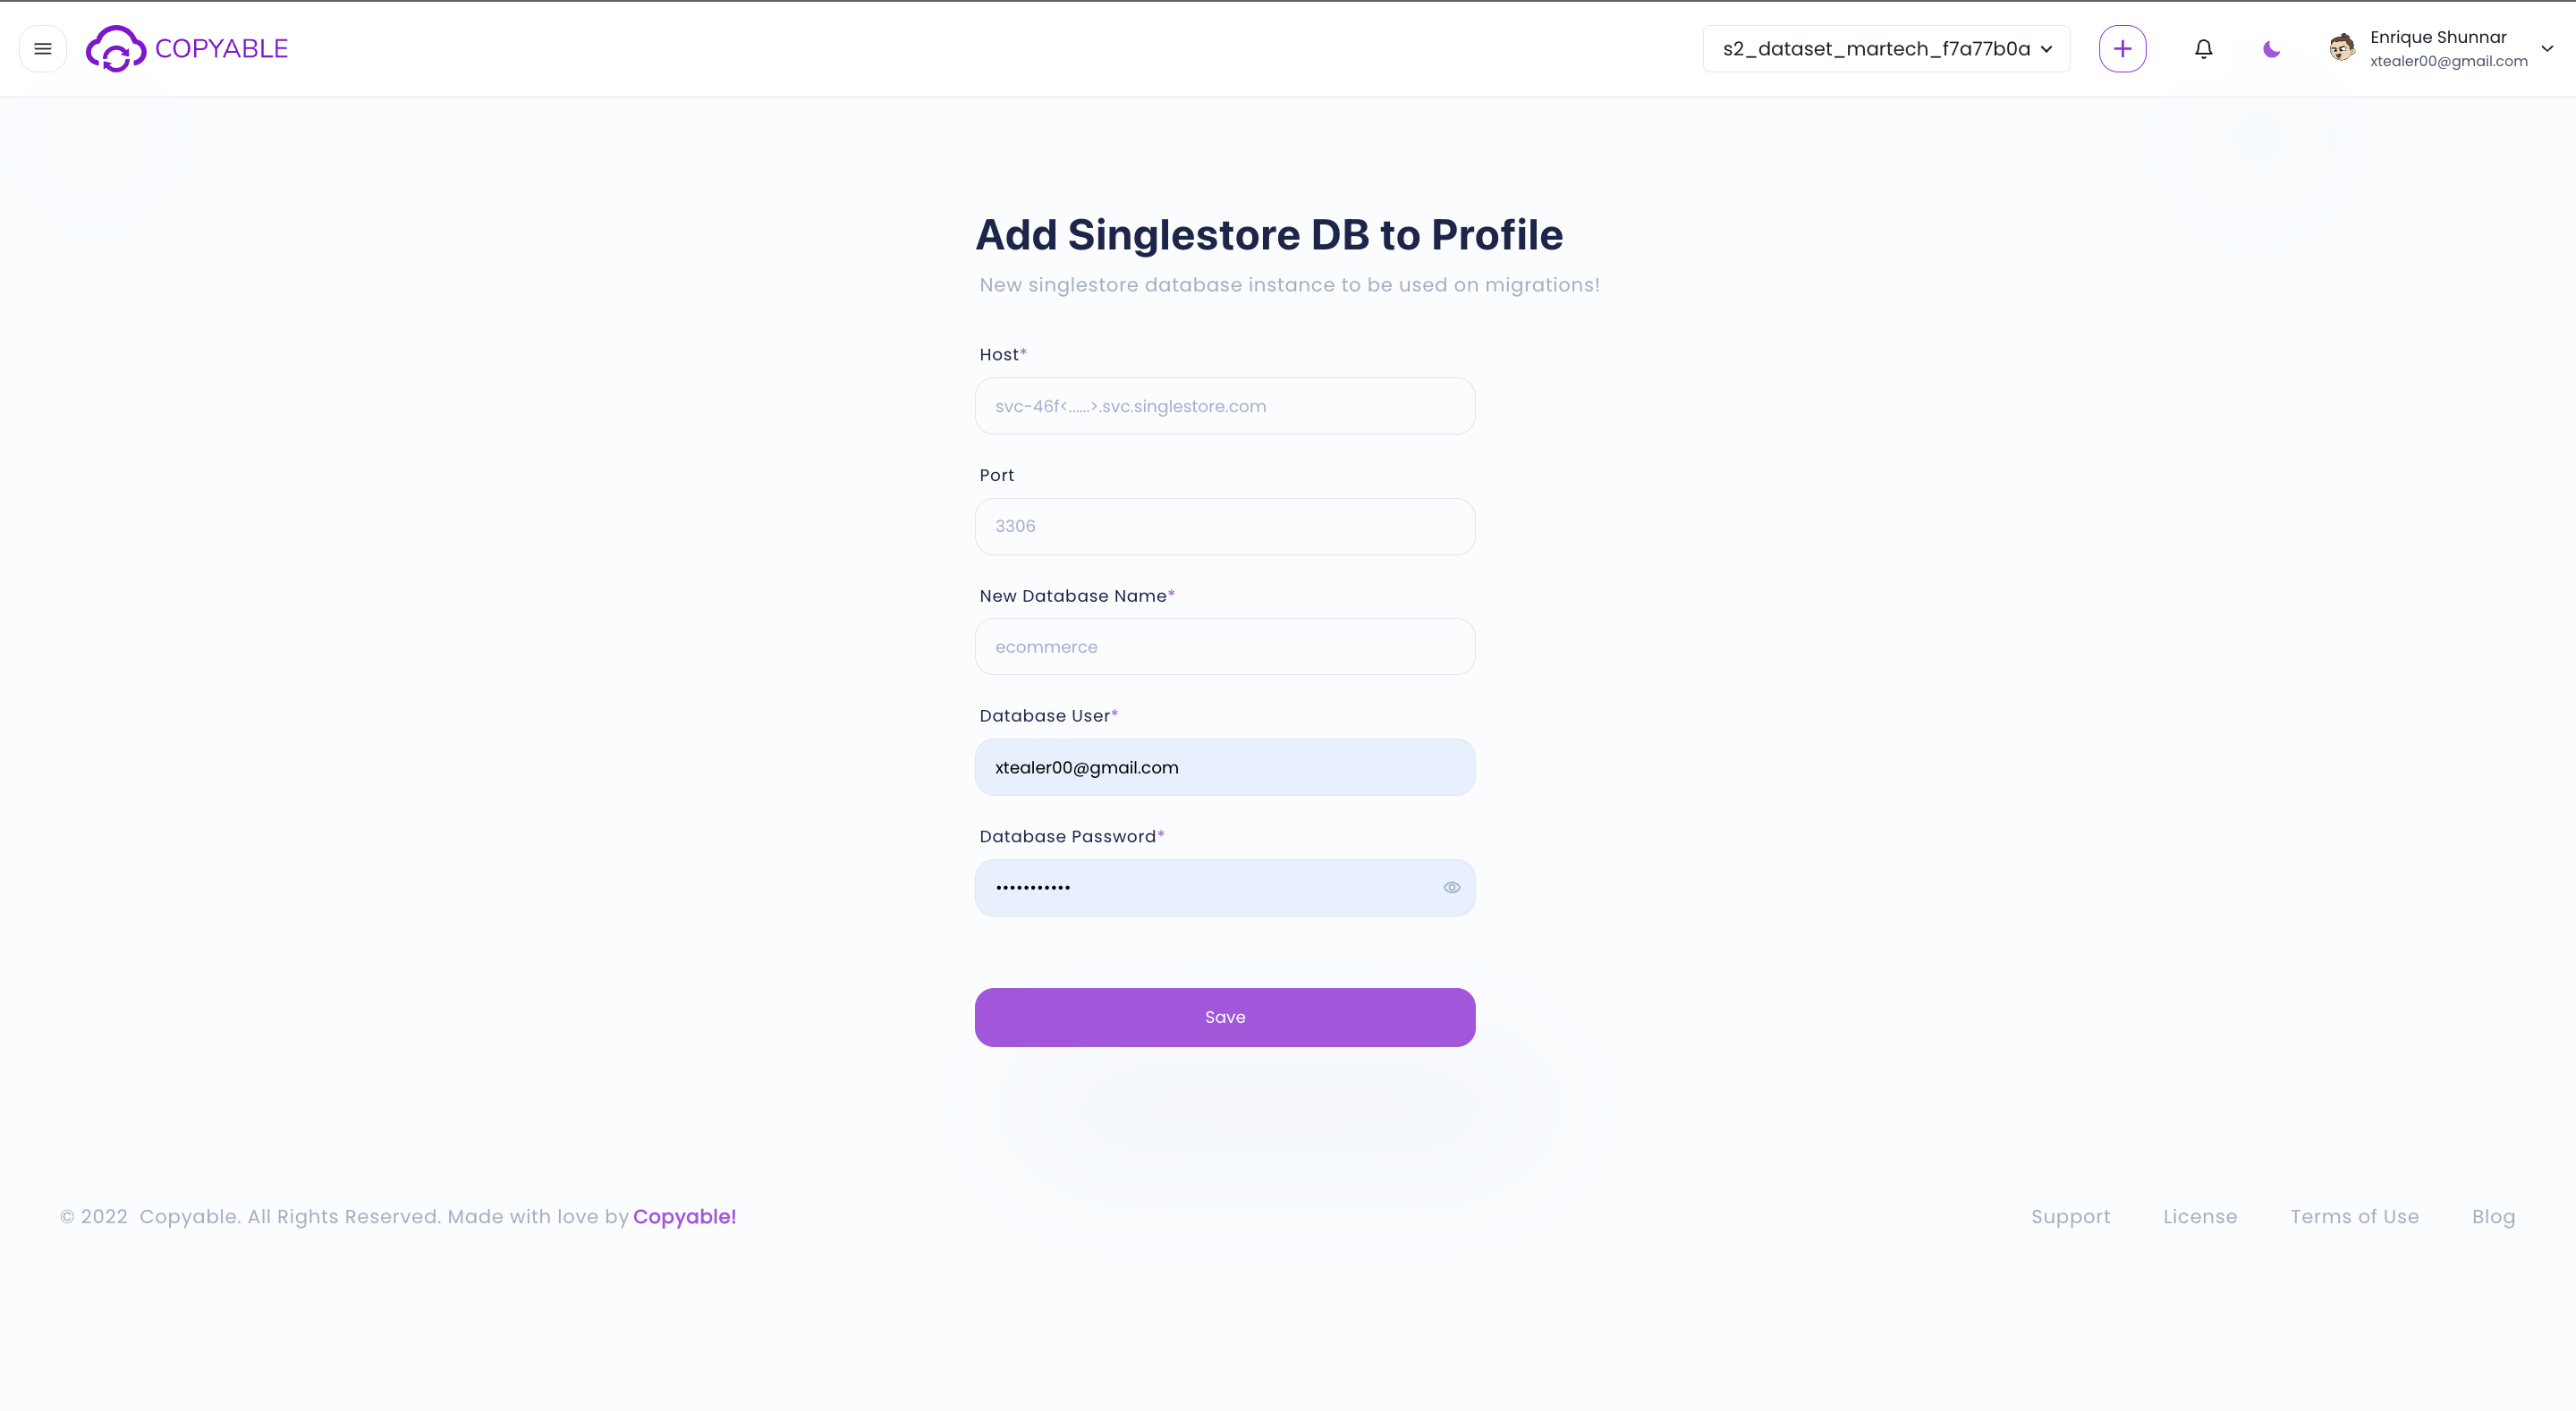 COPYABLE
s2_dataset_martech_f7a77b0a
Enrique Shunnar
xtealer00@gmail.com
Add Singlestore DB to Profile
New singlestore database instance to be used on migrations!
Host*
svc-46f<......>.svc.singlestore.com
Port
3306
New Database Name*
ecommerce
Database User*
xtealer00@gmail.com
Database Password*
•••••••••••
Save
© 2022 Copyable. All Rights Reserved. Made with love by Copyable!
Support License Terms of Use Blog